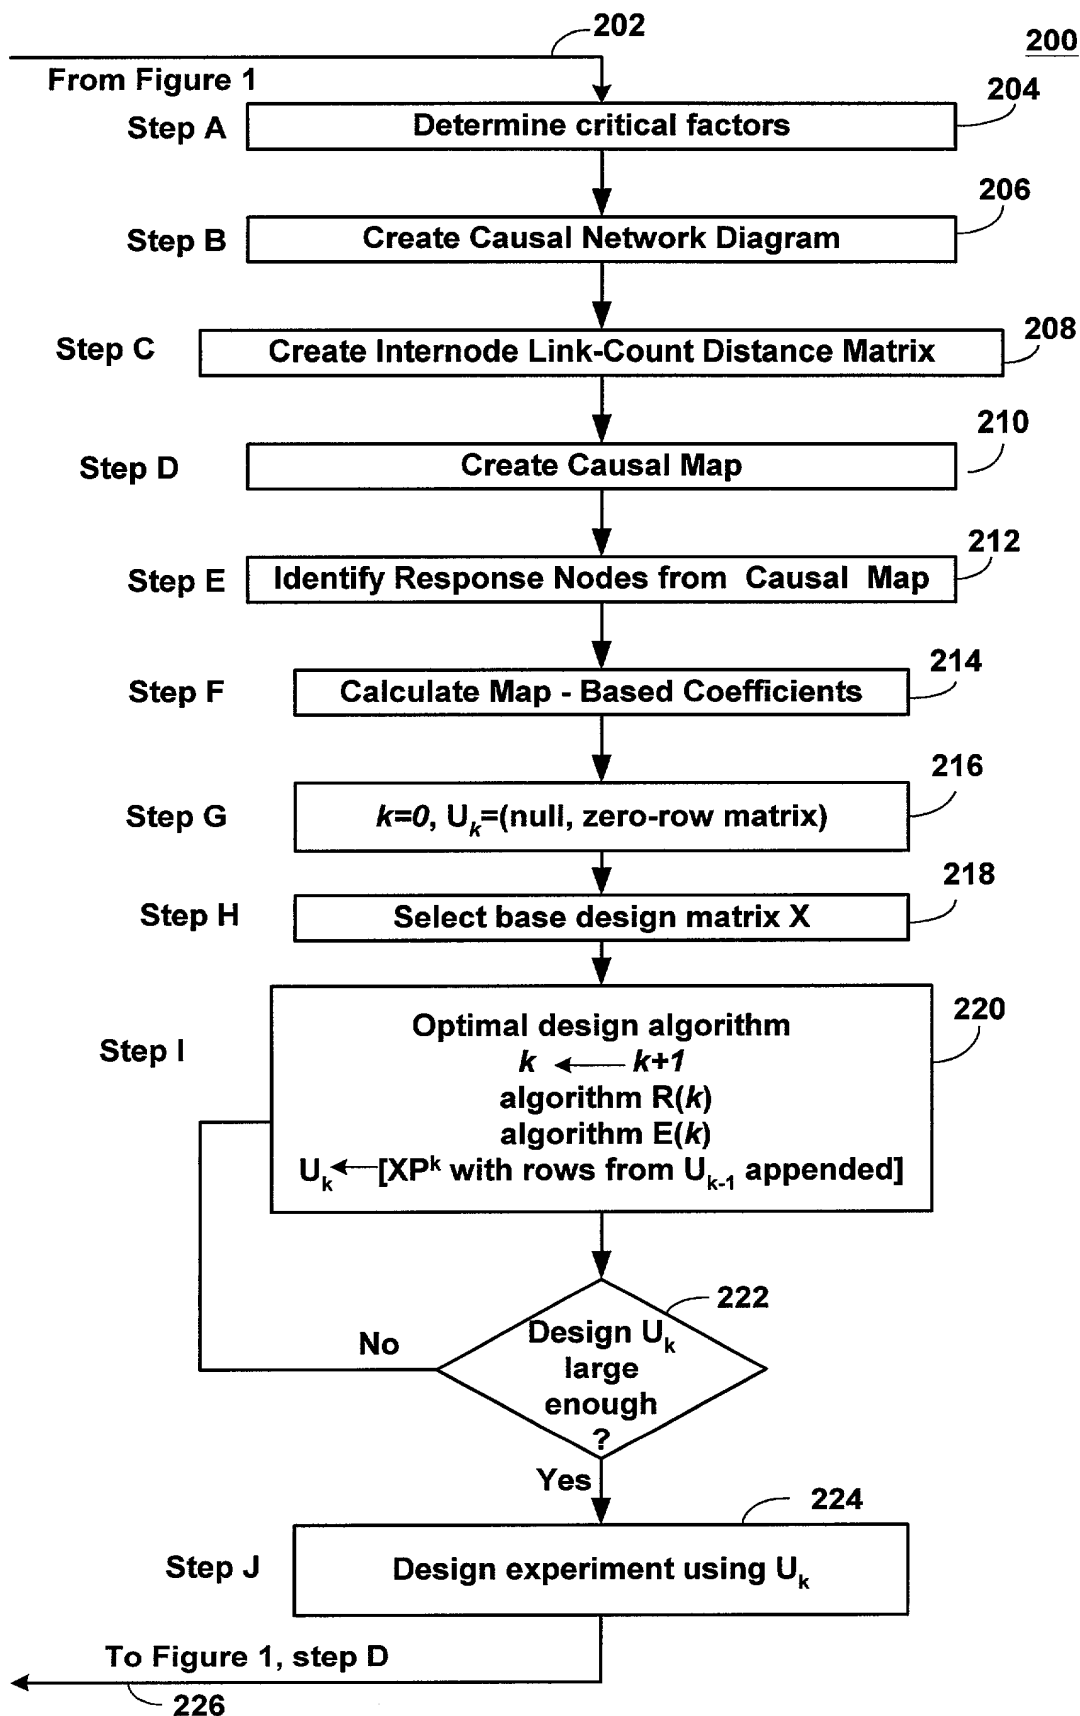 202
200
From Figure 1
204
Step A
Determine critical factors
206
Step B
Create Causal Network Diagram
208
Step C
Create Internode Link-Count Distance Matrix
210
Step D
Create Causal Map
212
Step E
Identify Response Nodes from Causal Map
214
Step F
Calculate Map - Based Coefficients
216
Step G
k=0, Uk=(null, zero-row matrix)
218
Step H
Select base design matrix X
220
Step I
Optimal design algorithm
k ← k+1
algorithm R(k)
algorithm E(k)
Uk ← [XP^k with rows from Uk-1 appended]
222
Design Uk
large
enough
?
No
Yes
224
Step J
Design experiment using Uk
To Figure 1, step D
226